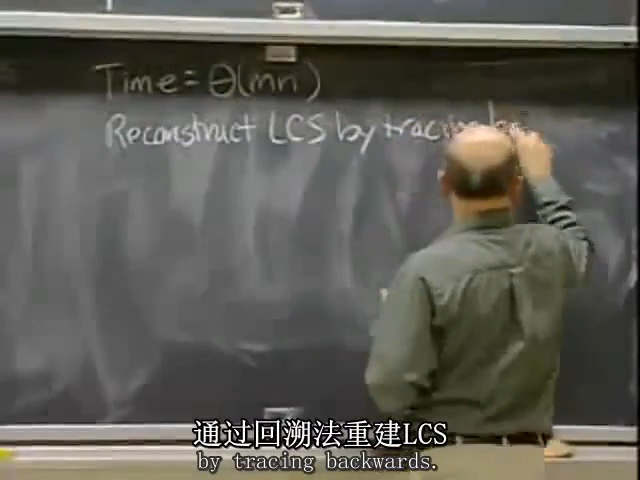 Time = Θ(mn)
Reconstruct LCS by tracing
通过回溯法重建LCS
by tracing backwards.